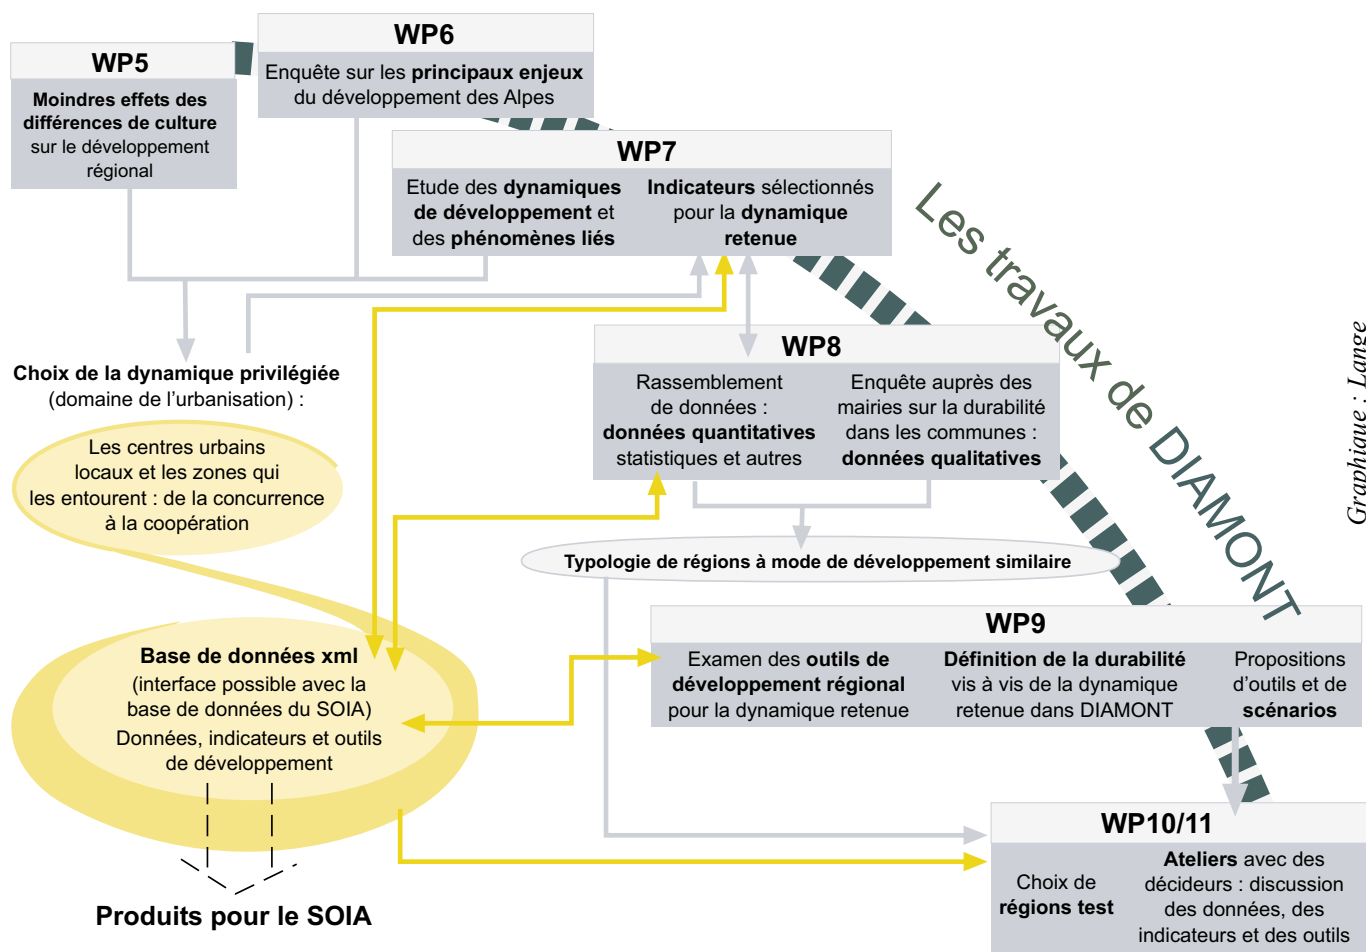 WP5
Moindres effets des
différences de culture
sur le développement
régional
WP6
Enquête sur les principaux enjeux
du développement des Alpes
WP7
Etude des dynamiques
de développement et
des phénomènes liés
Indicateurs sélectionnés
pour la dynamique
retenue
Les travaux de DIAMONT
Graphique : Lange
Choix de la dynamique privilégiée
(domaine de l'urbanisation) :
Les centres urbains
locaux et les zones qui
les entourent : de la concurrence
à la coopération
WP8
Rassemblement
de données :
données quantitatives
statistiques et autres
Enquête auprès des
mairies sur la durabilité
dans les communes :
données qualitatives
Typologie de régions à mode de développement similaire
WP9
Examen des outils de
développement régional
pour la dynamique retenue
Définition de la durabilité
vis à vis de la dynamique
retenue dans DIAMONT
Propositions
d'outils et de
scénarios
Base de données xml
(interface possible avec la
base de données du SOIA)
Données, indicateurs et outils
de développement
Produits pour le SOIA
WP10/11
Choix de
régions test
Ateliers avec des
décideurs : discussion
des données, des
indicateurs et des outils